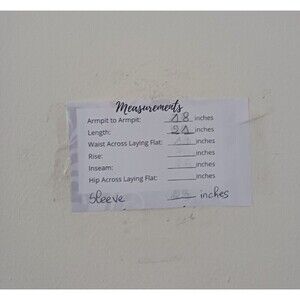 Measurements
Armpit to Armpit: 18 inches
Length: 21 inches
Waist Across Laying Flat: inches
Rise: inches
Inseam: inches
Hip Across Laying Flat: inches
Sleeve inches